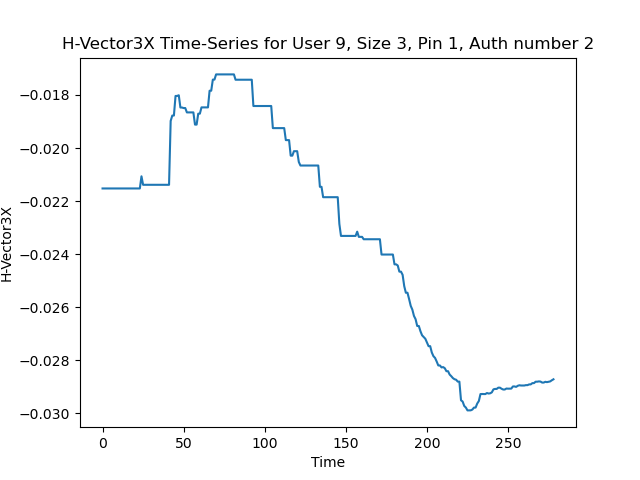 H-Vector3X Time-Series for User 9, Size 3, Pin 1, Auth number 2
−0.018
−0.020
−0.022
−0.024
−0.026
−0.028
−0.030
H-Vector3X
0 50 100 150 200 250
Time